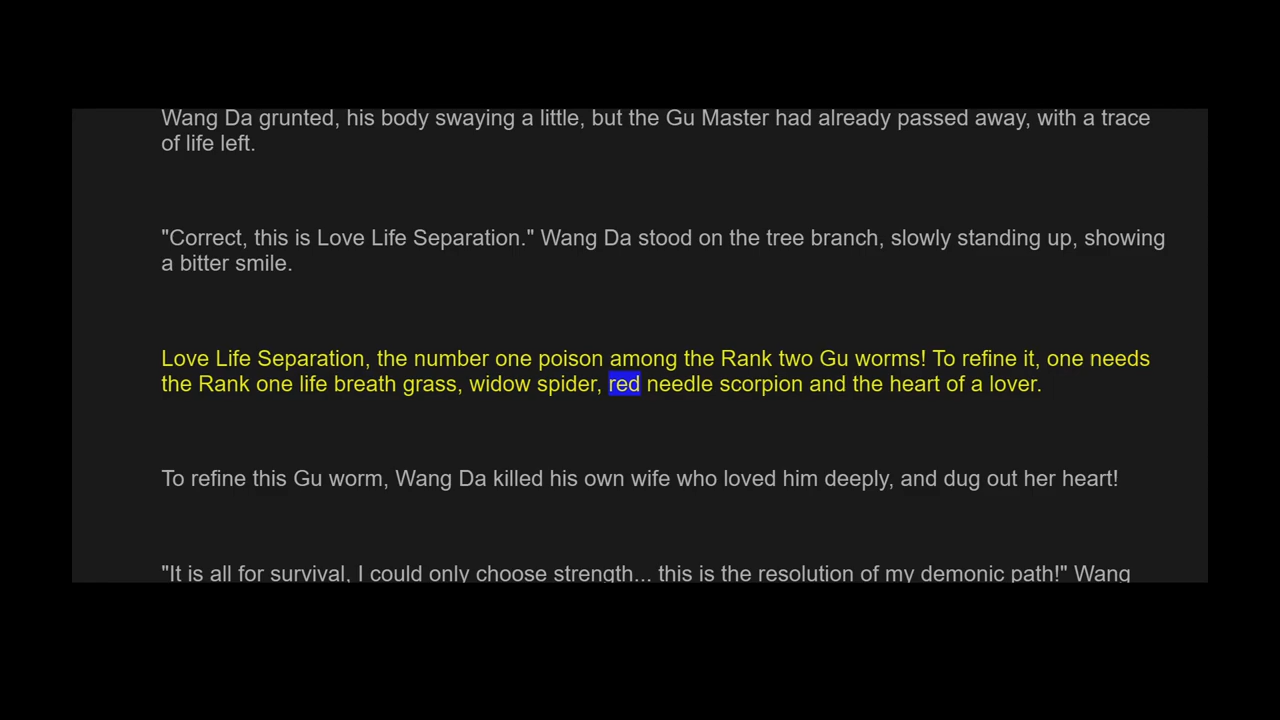 Wang Da grunted, his body swaying a little, but the Gu Master had already passed away, with a trace
of life left.
"Correct, this is Love Life Separation." Wang Da stood on the tree branch, slowly standing up, showing
a bitter smile.
Love Life Separation, the number one poison among the Rank two Gu worms! To refine it, one needs
the Rank one life breath grass, widow spider, red needle scorpion and the heart of a lover.
To refine this Gu worm, Wang Da killed his own wife who loved him deeply, and dug out her heart!
"It is all for survival, I could only choose strength... this is the resolution of my demonic path!" Wang